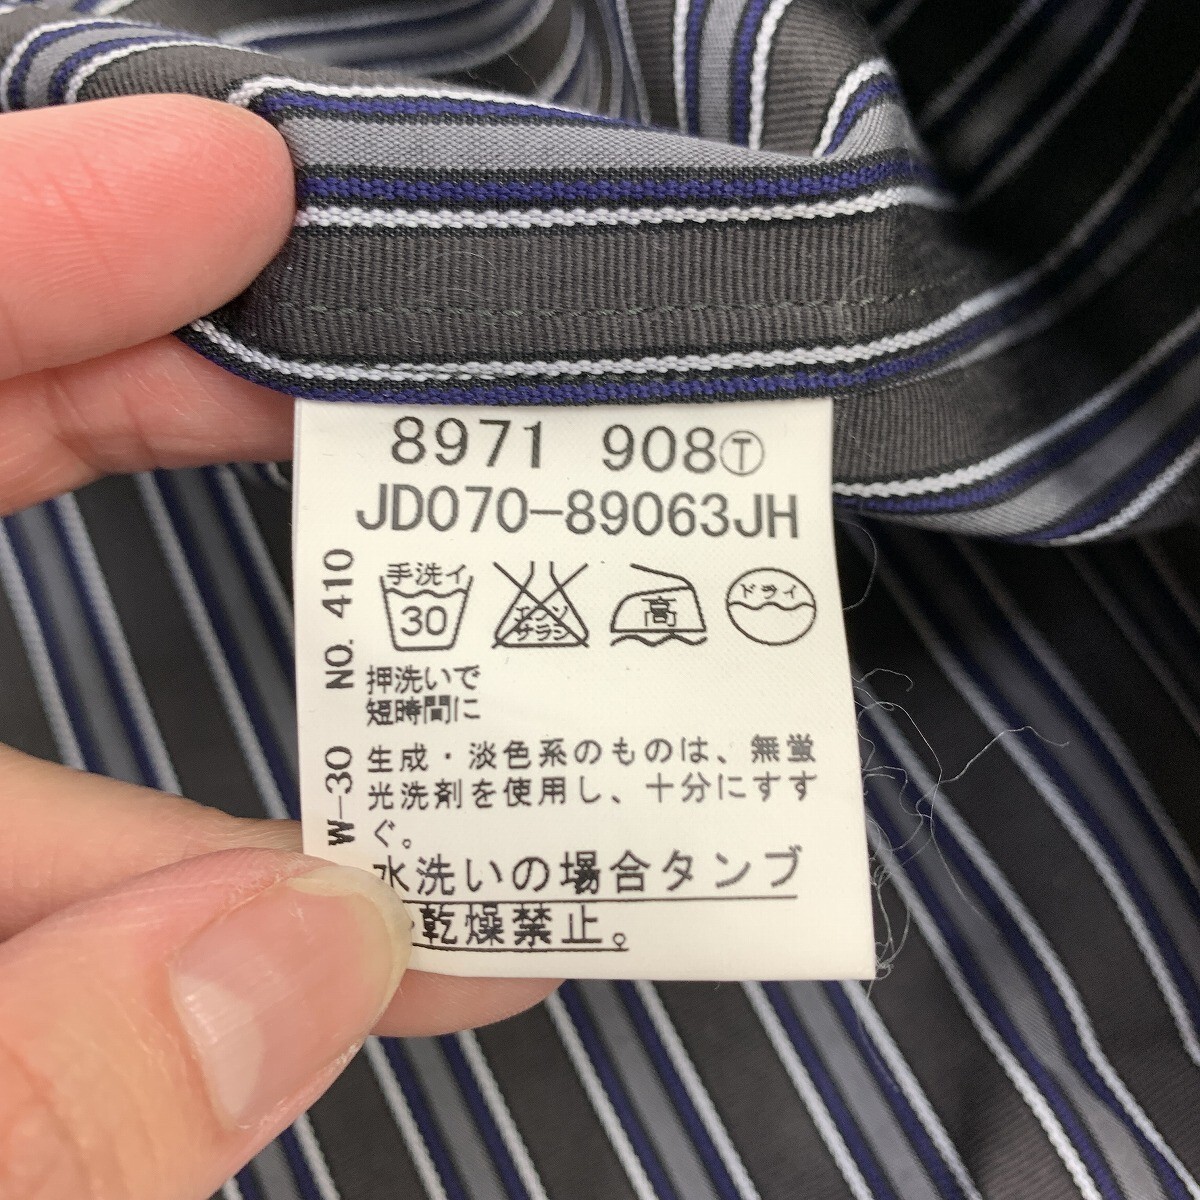 8971 908Ⓣ
JD070-89063JH
手洗イ
30
エンソ
サラシ
高
ドライ
NO. 410
W-30
押洗いで
短時間に
生成・淡色系のものは、無蛍
光洗剤を使用し、十分にすす
ぐ。
水洗いの場合タンブ
乾燥禁止。